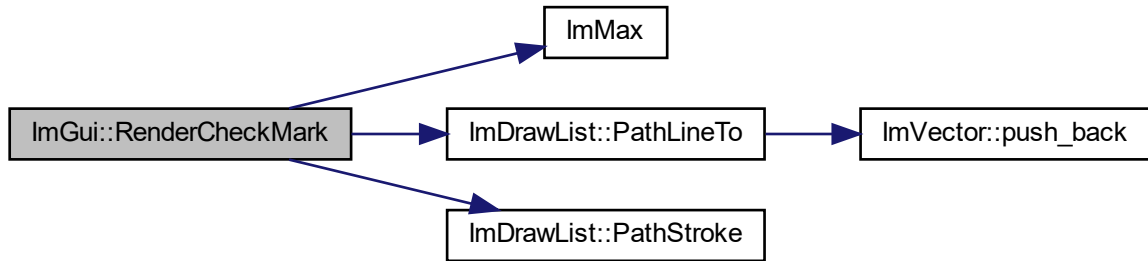 ImMax
ImGui::RenderCheckMark
ImDrawList::PathLineTo
ImVector::push_back
ImDrawList::PathStroke